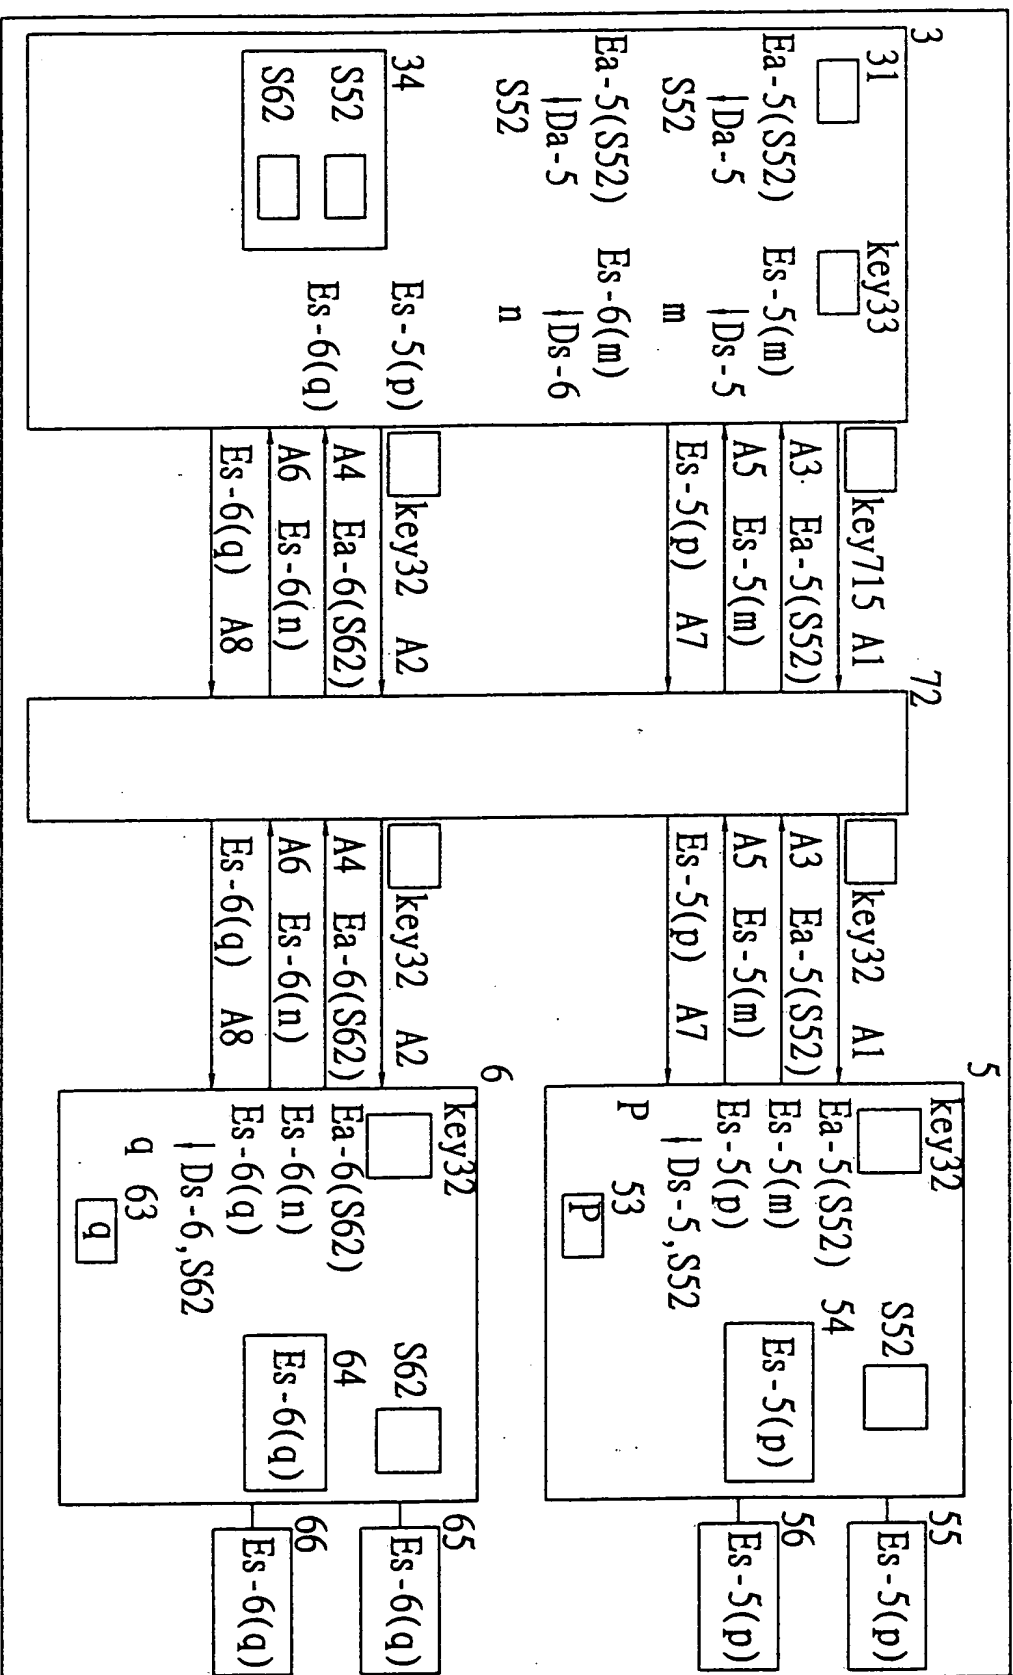 3
31
key33
Ea-5(S52) Es-5(m)
Da-5 Ds-5
S52 m
Ea-5(S52) Es-6(m)
Da-5 Ds-6
S52 n
34
S52
S62
Es-5(p)
Es-6(q)
key715 A1
A3 Ea-5(S52)
A5 Es-5(m)
Es-5(p) A7
key32 A2
A4 Ea-6(S62)
A6 Es-6(n)
Es-6(q) A8
72
key32 A1
A3 Ea-5(S52)
A5 Es-5(m)
Es-5(p) A7
key32 A2
A4 Ea-6(S62)
A6 Es-6(n)
Es-6(q) A8
5
key32
S52
Ea-5(S52) 54
Es-5(m)
Es-5(p)
Es-5(p)
Ds-5,S52
P 53
P
55
Es-5(p)
56
Es-5(p)
6
key32
S62
Ea-6(S62) 64
Es-6(n)
Es-6(q)
Es-6(q)
Ds-6,S62
q 63
q
65
Es-6(q)
66
Es-6(q)